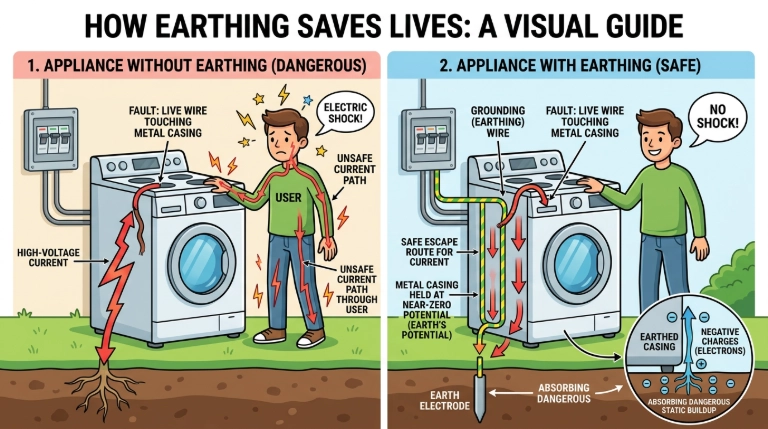 HOW EARTHING SAVES LIVES: A VISUAL GUIDE
1. APPLIANCE WITHOUT EARTHING (DANGEROUS)
FAULT: LIVE WIRE
TOUCHING
METAL CASING
ELECTRIC
SHOCK!
UNSAFE
CURRENT
PATH
USER
HIGH-VOLTAGE
CURRENT
UNSAFE
CURRENT
PATH
THROUGH
USER
2. APPLIANCE WITH EARTHING (SAFE)
GROUNDING
(EARTHING)
WIRE
FAULT: LIVE WIRE
TOUCHING
METAL CASING
NO
SHOCK!
SAFE ESCAPE
ROUTE FOR
CURRENT
METAL CASING
HELD AT
NEAR-ZERO
POTENTIAL
(EARTH'S
POTENTIAL)
EARTH
ELECTRODE
ABSORBING
DANGEROUS
EARTHED
CASING
NEGATIVE
CHARGES
(ELECTRONS)
ABSORBING DANGEROUS
STATIC BUILDUP